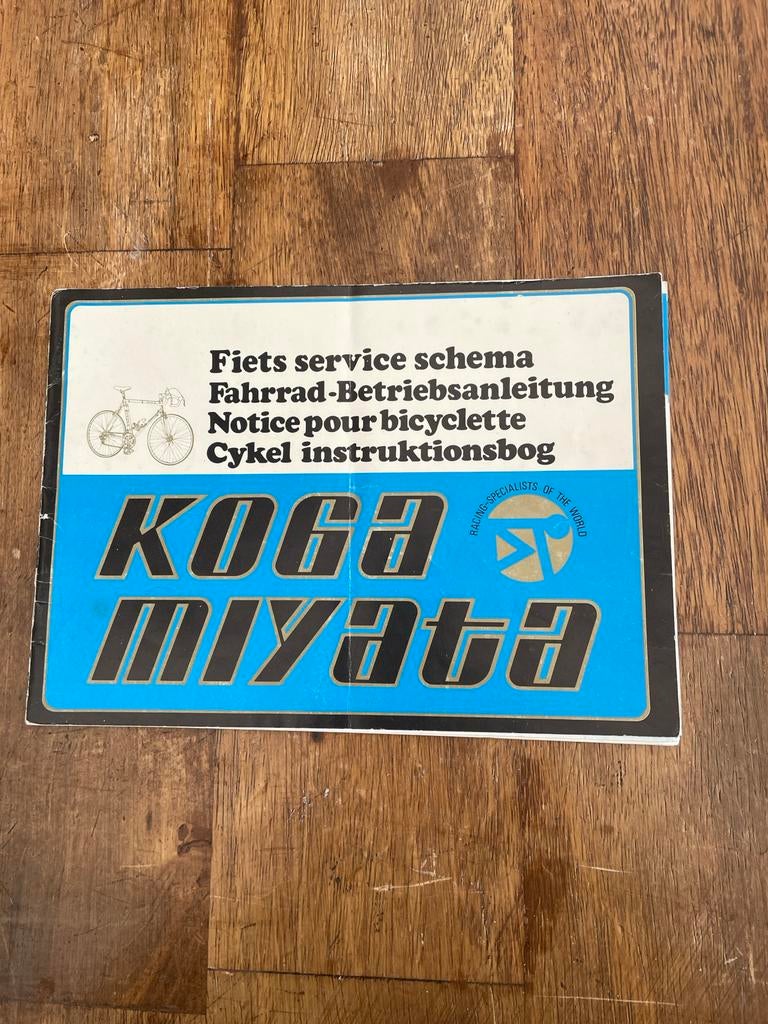 Fiets service schema
Fahrrad-Betriebsanleitung
Notice pour bicyclette
Cykel instruktionsbog
RACING-SPECIALISTS OF THE WORLD
KOGa
MIYata